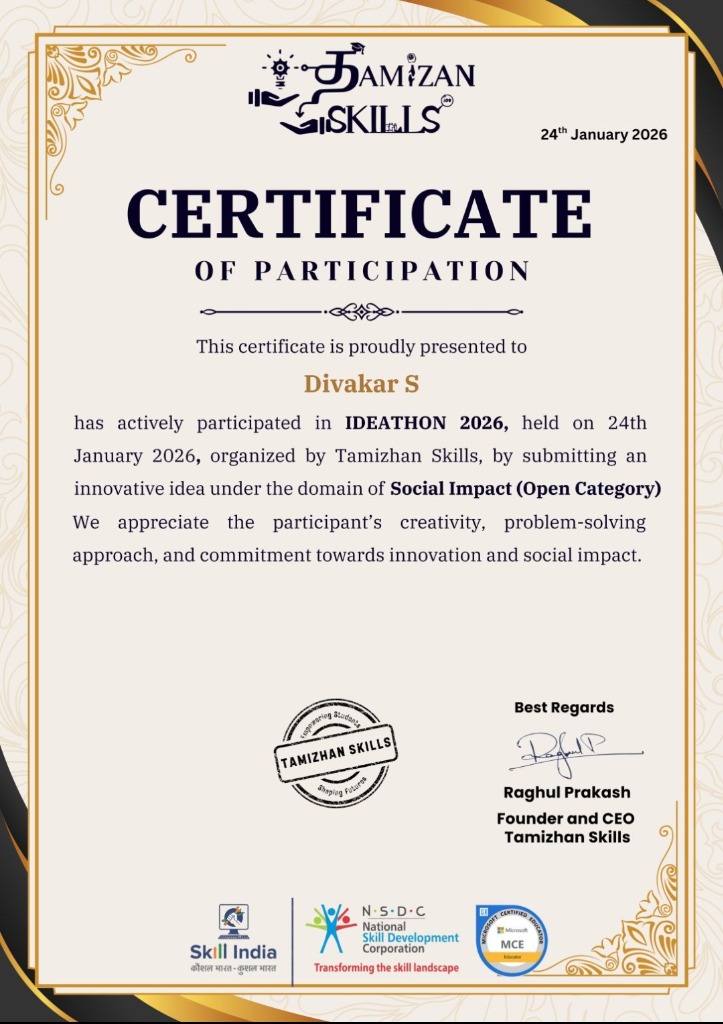 தAMiZAN
SKILLS
24th January 2026
CERTIFICATE
OF PARTICIPATION
This certificate is proudly presented to
Divakar S
has actively participated in IDEATHON 2026, held on 24th
January 2026, organized by Tamizhan Skills, by submitting an
innovative idea under the domain of Social Impact (Open Category)
We appreciate the participant's creativity, problem-solving
approach, and commitment towards innovation and social impact.
Empowering Students
TAMIZHAN SKILLS
Shaping Futures
Best Regards
Raghul P
Raghul Prakash
Founder and CEO
Tamizhan Skills
Skill India
कौशल भारत - कुशल भारत
N·S·D·C
National
Skill Development
Corporation
Transforming the skill landscape
MICROSOFT CERTIFIED EDUCATOR
Microsoft
MCE
Educator